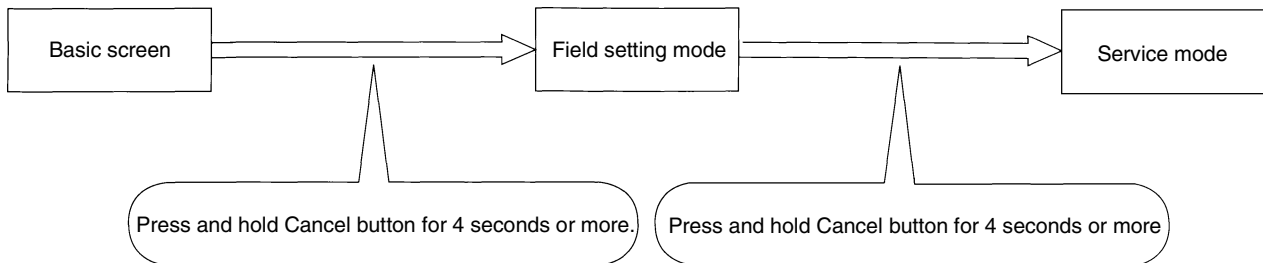 Basic screen
Field setting mode
Service mode
Press and hold Cancel button for 4 seconds or more.
Press and hold Cancel button for 4 seconds or more